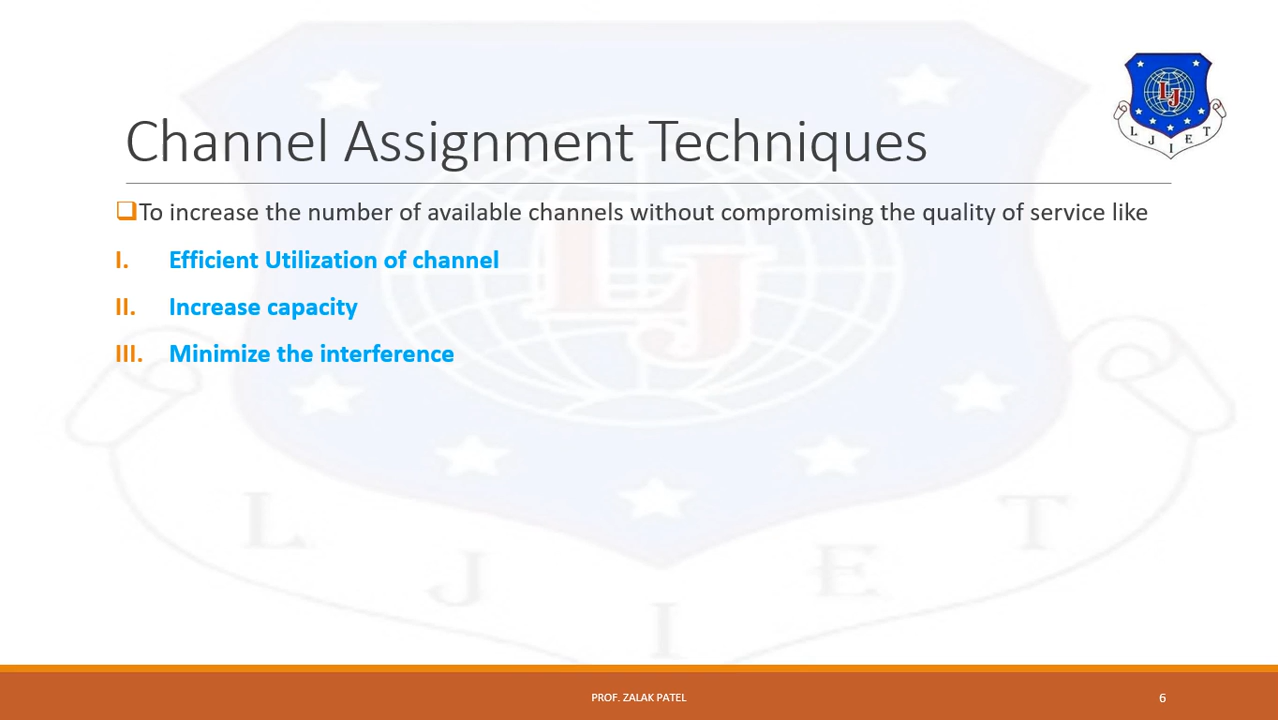 L J I E T
Channel Assignment Techniques
To increase the number of available channels without compromising the quality of service like
I. Efficient Utilization of channel
II. Increase capacity
III. Minimize the interference
LJ
L J I E T
PROF. ZALAK PATEL
6